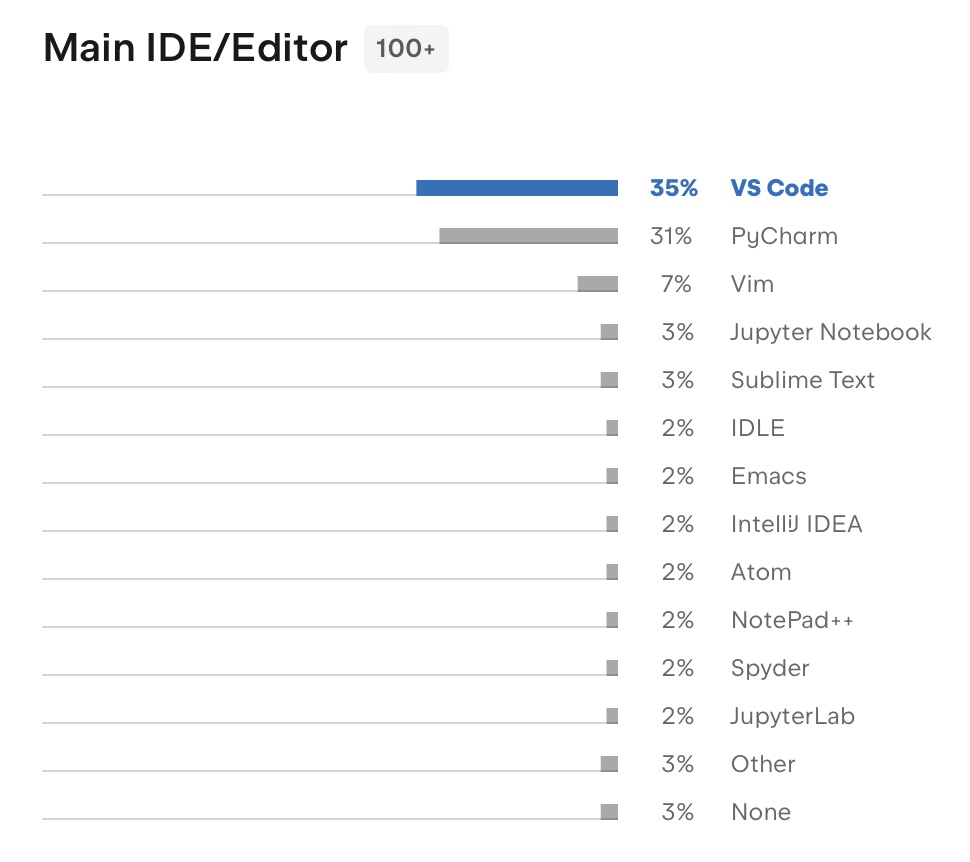 Main IDE/Editor 100+
35% VS Code
31% PyCharm
7% Vim
3% Jupyter Notebook
3% Sublime Text
2% IDLE
2% Emacs
2% IntelliJ IDEA
2% Atom
2% NotePad++
2% Spyder
2% JupyterLab
3% Other
3% None